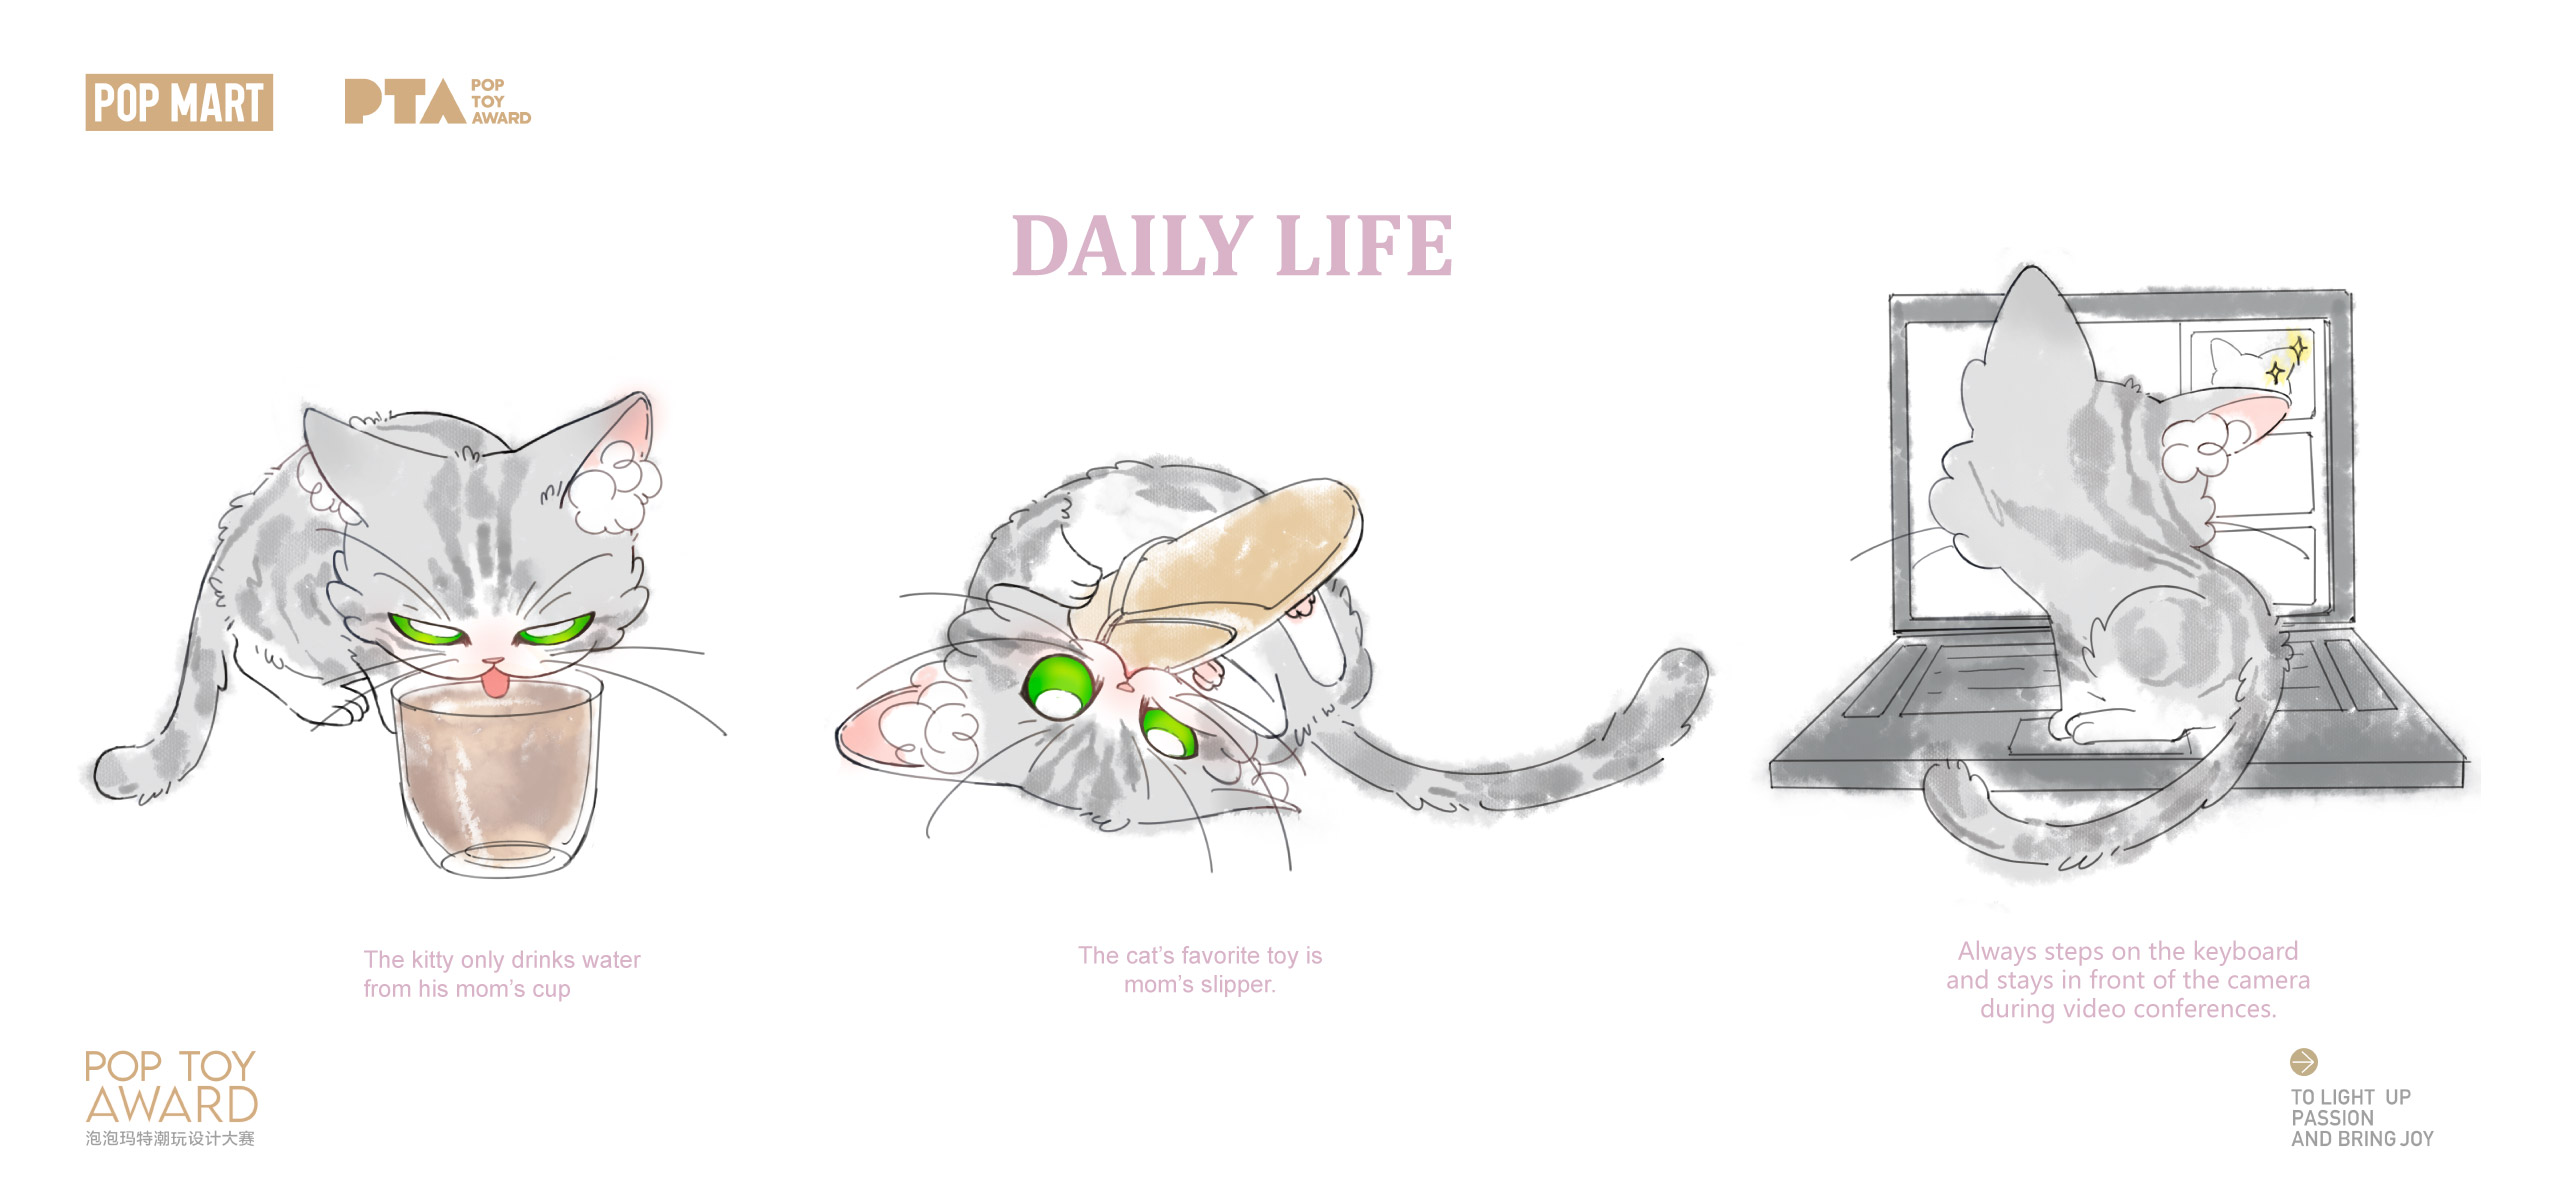 POP MART
PTA
POP
TOY
AWARD
DAILY LIFE
The kitty only drinks water
from his mom's cup
The cat's favorite toy is
mom's slipper.
Always steps on the keyboard
and stays in front of the camera
during video conferences.
POP TOY
AWARD
泡泡玛特潮玩设计大赛
TO LIGHT UP
PASSION
AND BRING JOY